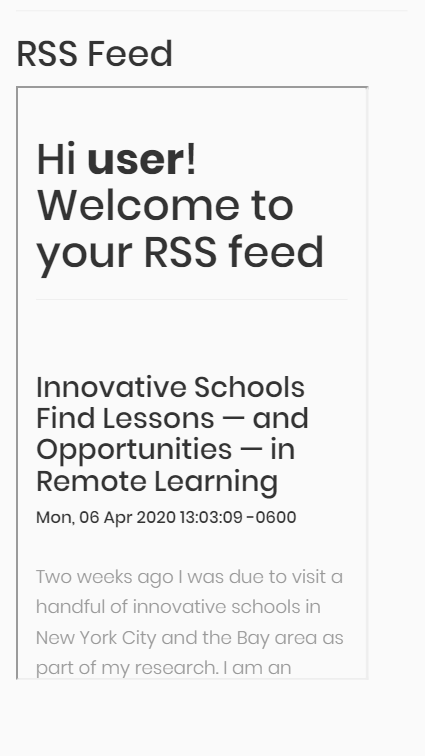 RSS Feed
Hi user!
Welcome to
your RSS feed
Innovative Schools
Find Lessons — and
Opportunities — in
Remote Learning
Mon, 06 Apr 2020 13:03:09 -0600
Two weeks ago I was due to visit a
handful of innovative schools in
New York City and the Bay area as
part of my research. I am an